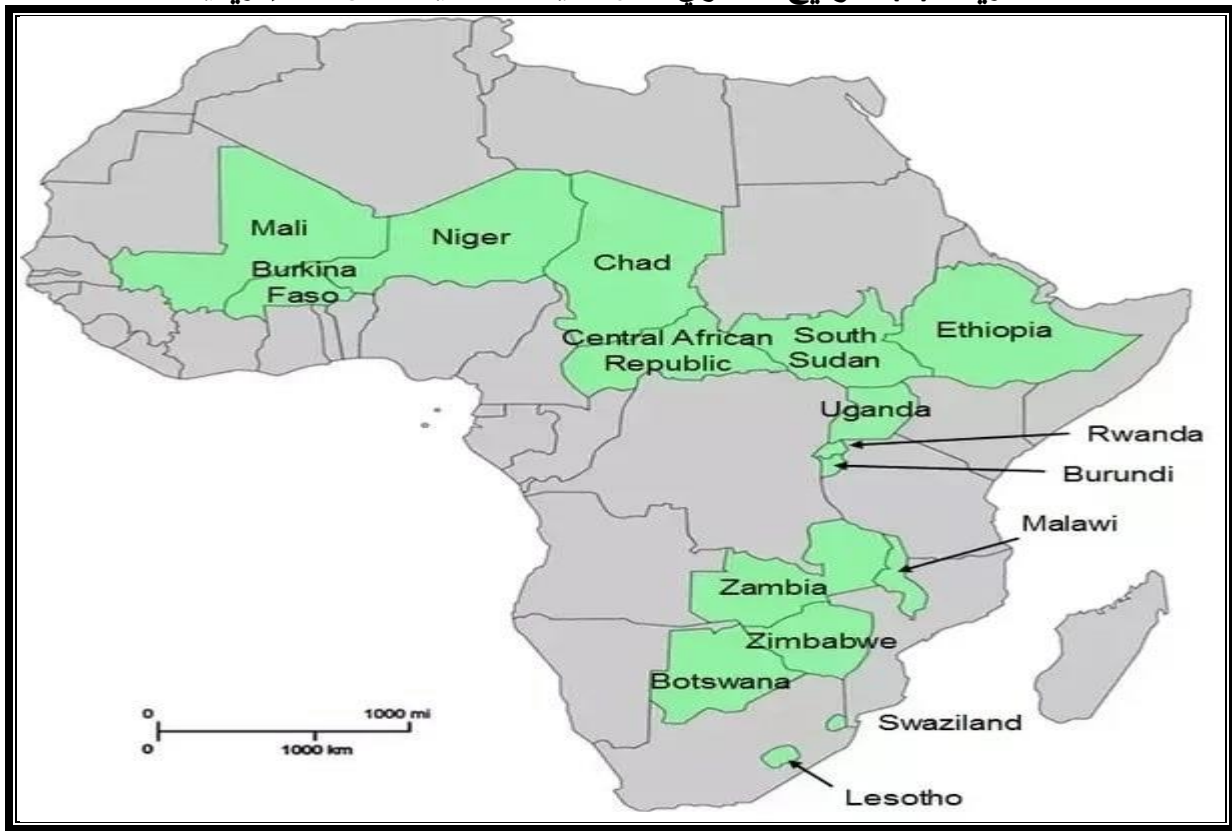 Mali
Niger
Chad
Burkina
Faso
Central African
Republic
South
Sudan
Ethiopia
Uganda
Rwanda
Burundi
Malawi
Zambia
Zimbabwe
Botswana
Swaziland
Lesotho
0 1000 mi
0 1000 km